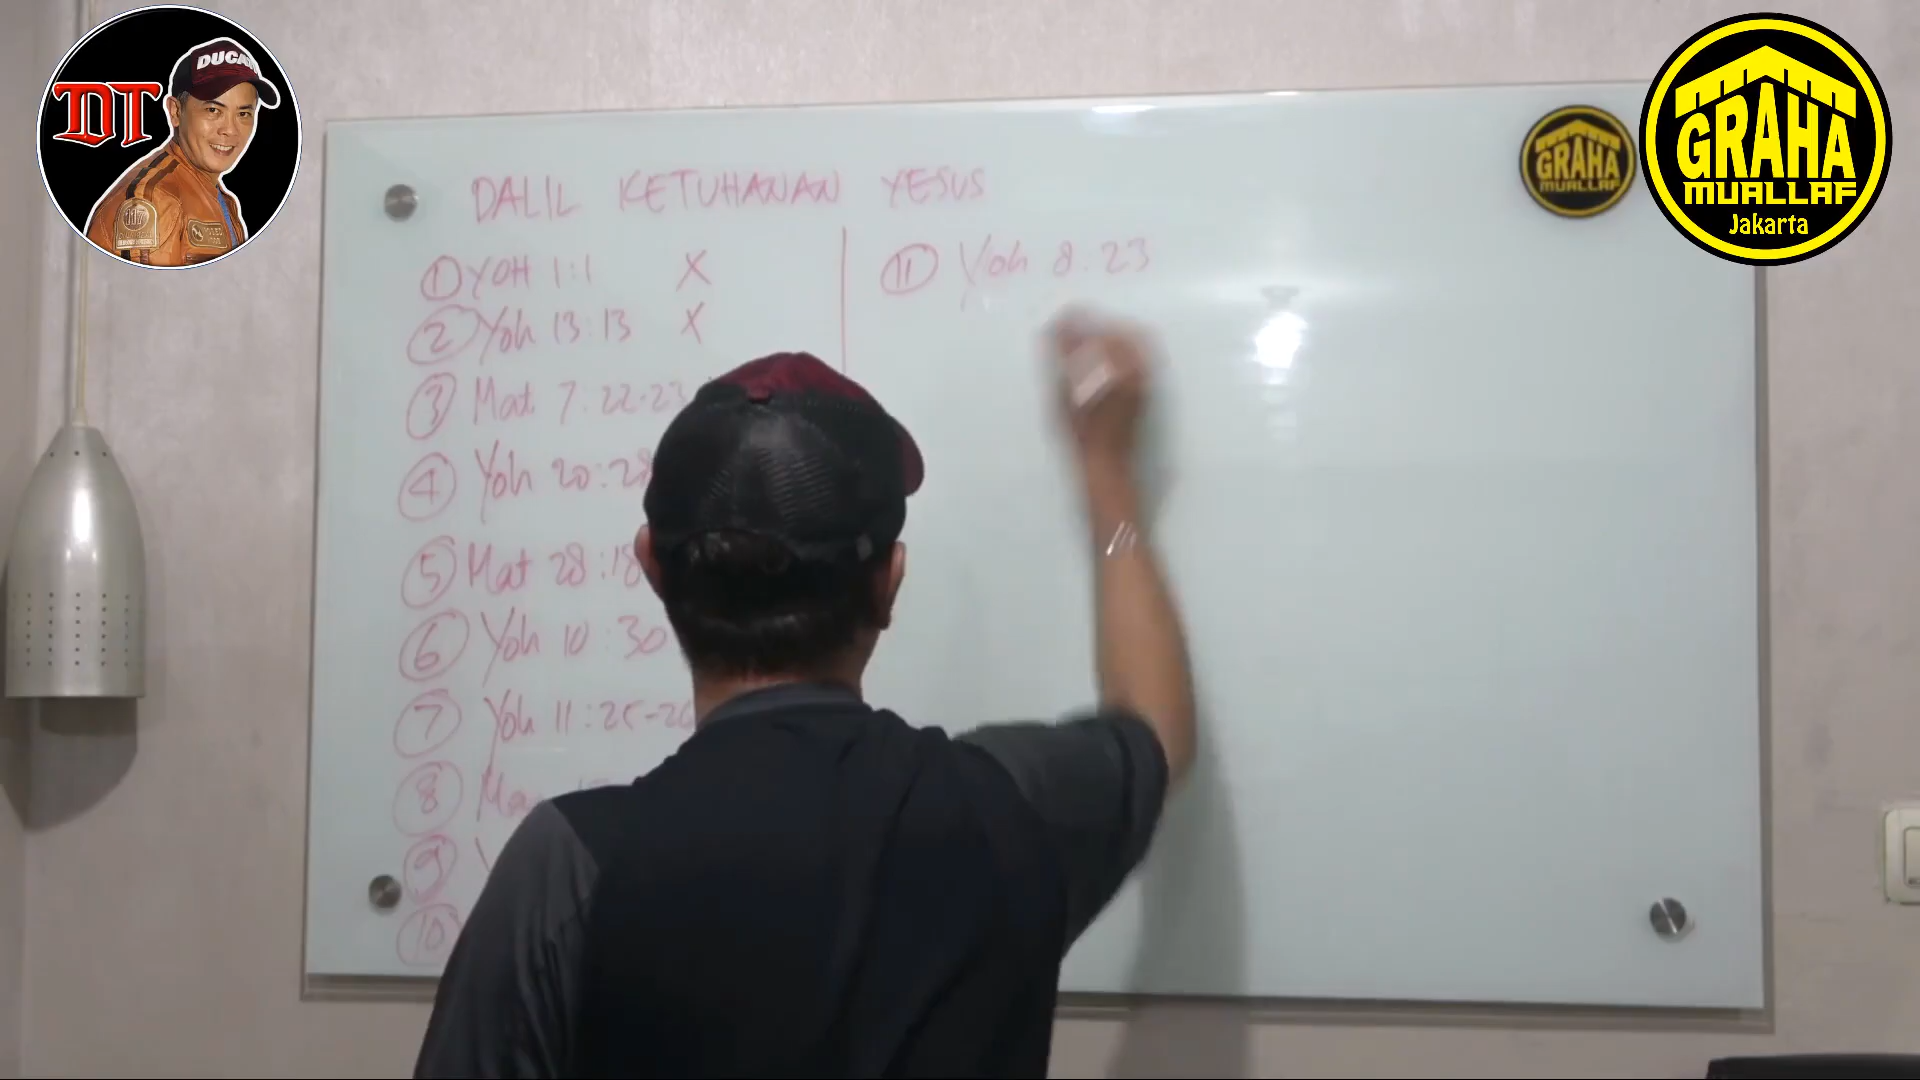 DUCATI
DT
117
GRAHA
MUALLAF
Jakarta
GRAHA
MUALLAF
DALIL KETUHANAN YESUS
① YOH 1:1 X
② Yoh 13:13 X
③ Mat 7:22-23
④ Yoh 20:28
⑤ Mat 28:18
⑥ Yoh 10:30
⑦ Yoh 11:25-26
⑧
⑨
⑩
⑪ Yoh 8:23